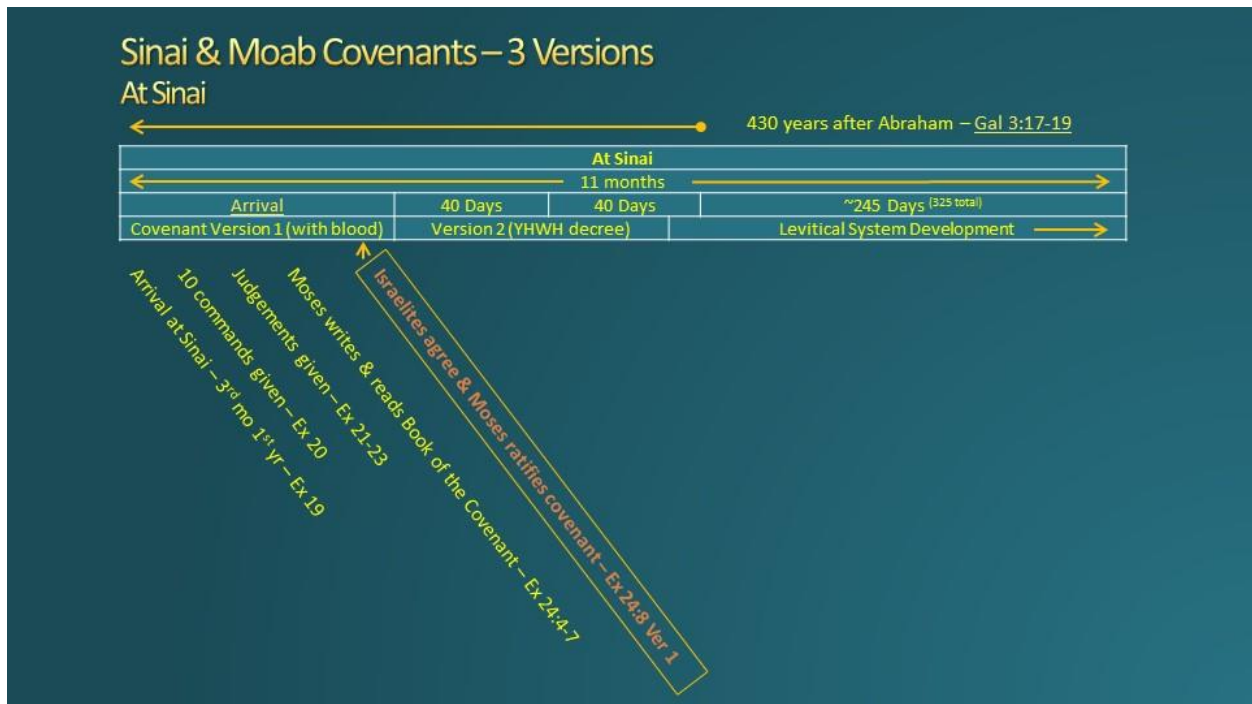 Sinai & Moab Covenants – 3 Versions
At Sinai
430 years after Abraham – Gal 3:17-19
At Sinai
11 months
Arrival
40 Days
40 Days
~245 Days (325 total)
Covenant Version 1 (with blood)
Version 2 (YHWH decree)
Levitical System Development
Arrival at Sinai – 3rd mo 1st yr – Ex 19
10 commands given – Ex 20
Judgements given – Ex 21-23
Moses writes & reads Book of the Covenant – Ex 24:4-7
Israelites agree & Moses ratifies covenant – Ex 24:8 Ver 1